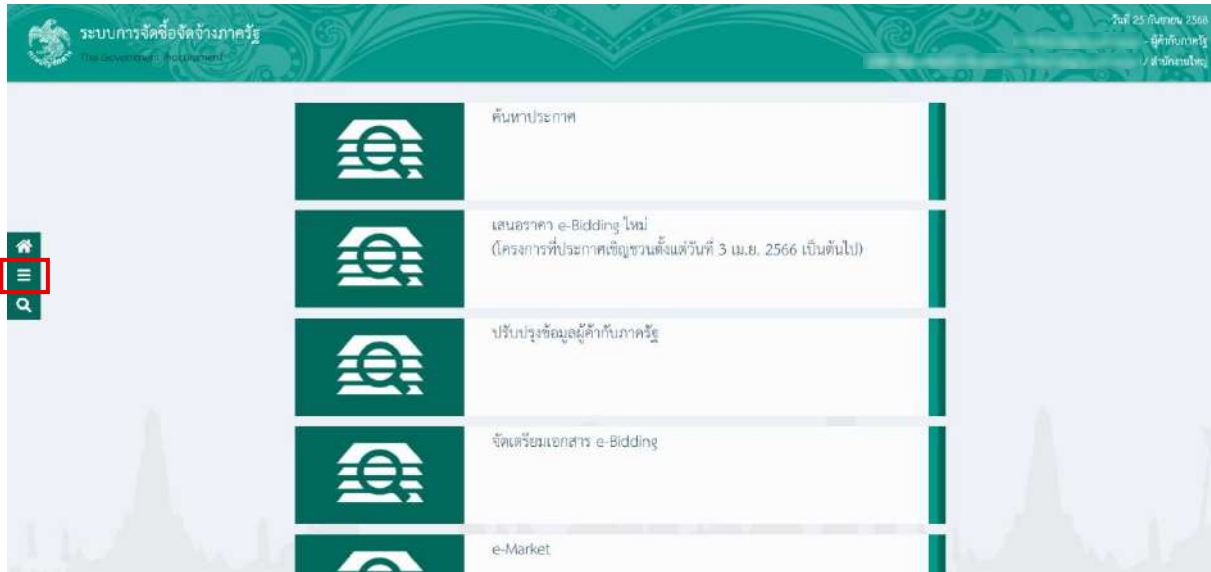 ระบบการจัดซื้อจัดจ้างภาครัฐ
The Government Procurement
วันที่ 25 กันยายน 2568
- ผู้ค้ากับภาครัฐ
/ สำนักงานใหญ่
ค้นหาประกาศ
เสนอราคา e-Bidding ใหม่
(โครงการที่ประกาศเชิญชวนตั้งแต่วันที่ 3 เม.ย. 2566 เป็นต้นไป)
ปรับปรุงข้อมูลผู้ค้ากับภาครัฐ
จัดเตรียมเอกสาร e-Bidding
e-Market